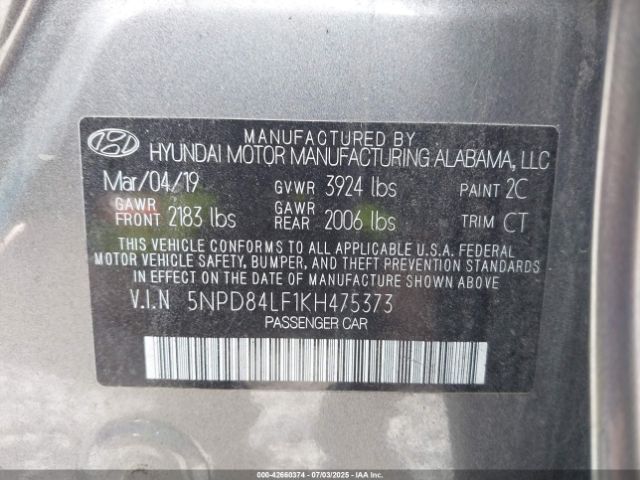 MANUFACTURED BY
HYUNDAI MOTOR MANUFACTURING ALABAMA, LLC
Mar/04/19 GVWR 3924 lbs PAINT 2C
GAWR FRONT 2183 lbs GAWR REAR 2006 lbs TRIM CT
THIS VEHICLE CONFORMS TO ALL APPLICABLE U.S.A. FEDERAL
MOTOR VEHICLE SAFETY, BUMPER, AND THEFT PREVENTION STANDARDS
IN EFFECT ON THE DATE OF MANUFACTURE SHOWN ABOVE
V.I.N 5NPD84LF1KH475373
PASSENGER CAR
000-42660374 - 07/03/2025 - IAAI.COM